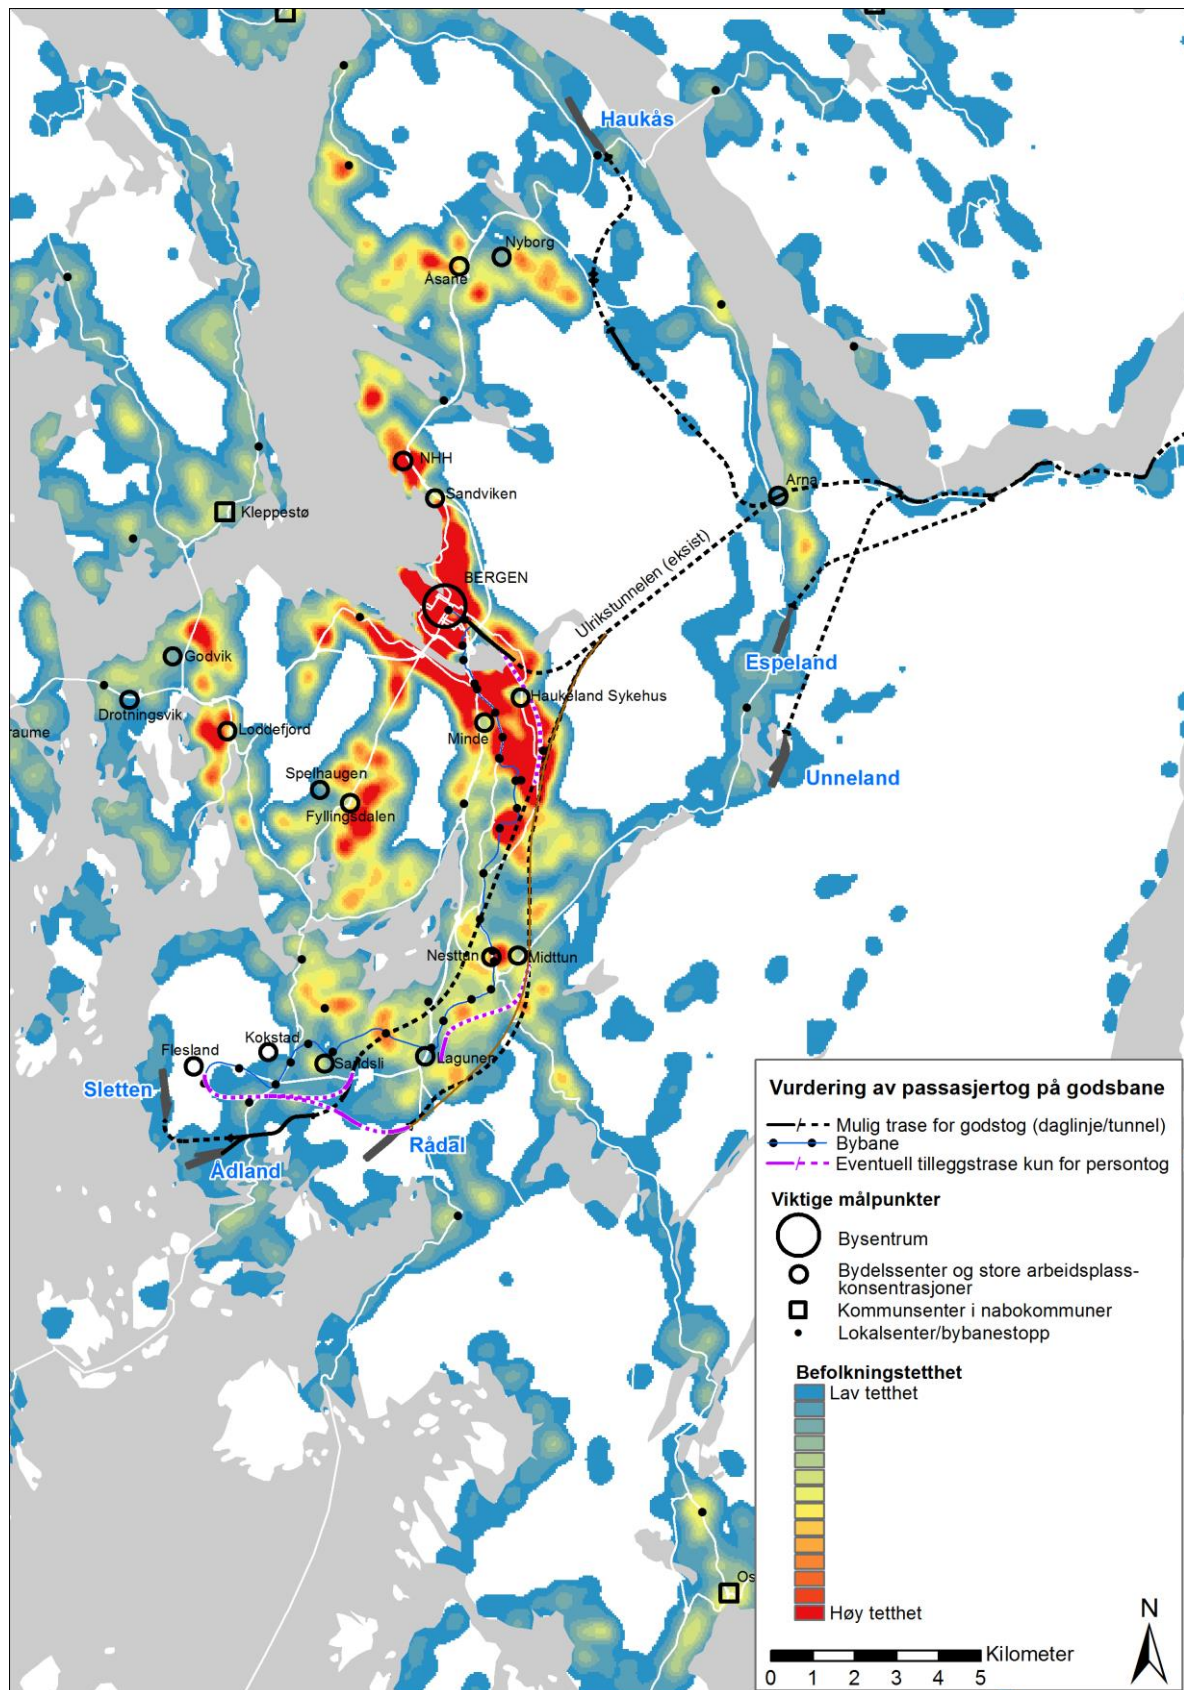 Haukås
Nyborg
Åsane
NHH
Sandviken
Arna
Kleppestø
BERGEN
Ulrikstunnelen (eksist)
Godvik
Espeland
Haukeland Sykehus
Drotningsvik
raume
Loddefjord
Minde
Unneland
Spelhaugen
Fyllingsdalen
Nesttun
Midttun
Kokstad
Flesland
Sandsli
Lagunen
Sletten
Rådal
Ådland
Os
Vurdering av passasjertog på godsbane
Mulig trase for godstog (daglinje/tunnel)
Bybane
Eventuell tilleggstrase kun for persontog
Viktige målpunkter
Bysentrum
Bydelssenter og store arbeidsplass-
konsentrasjoner
Kommunsenter i nabokommuner
Lokalsenter/bybanestopp
Befolkningstetthet
Lav tetthet
Høy tetthet
N
Kilometer
0 1 2 3 4 5